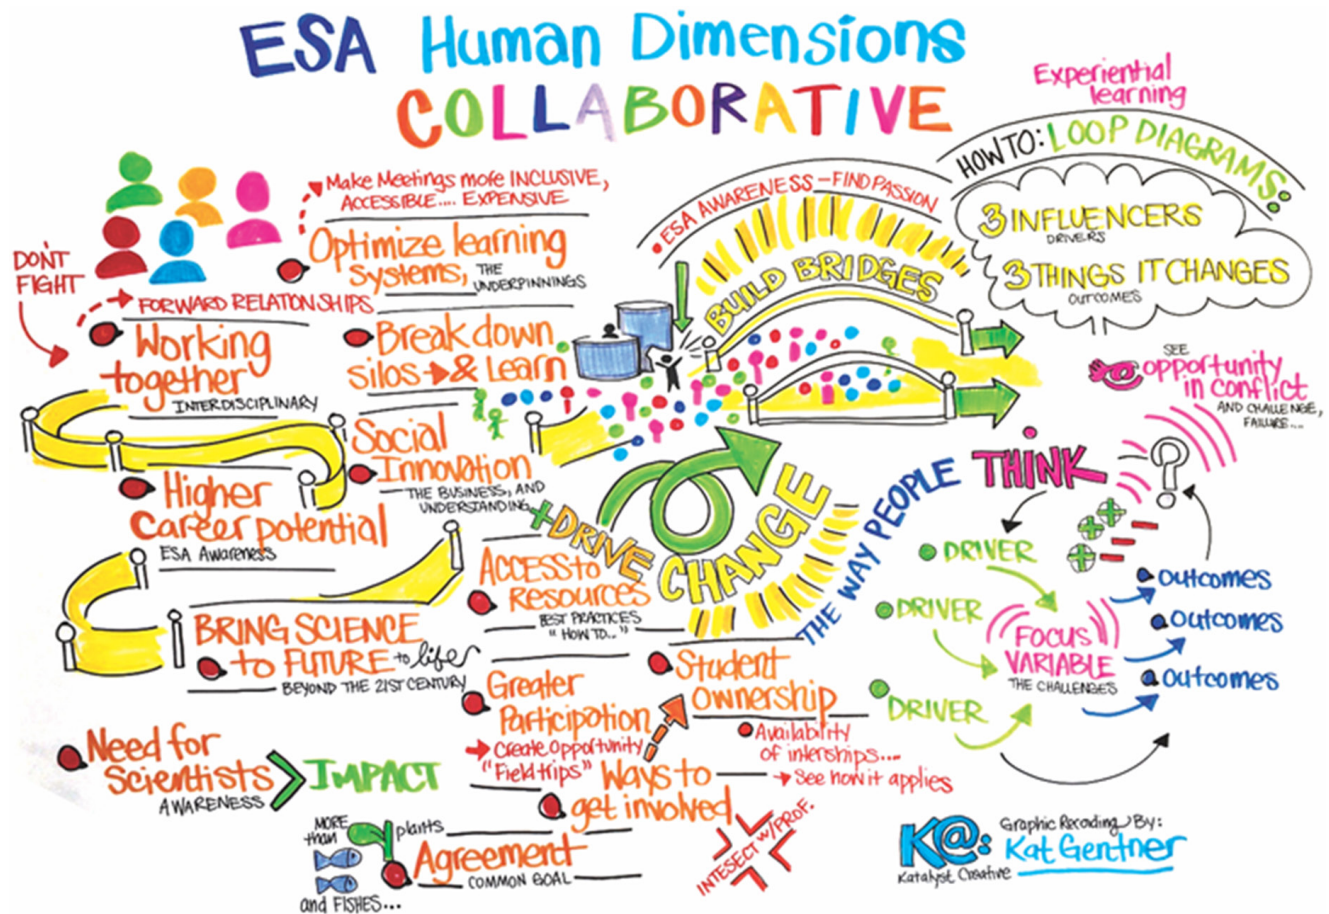 ESA Human Dimensions
COLLABORATIVE
Experiential
learning
HOW TO: LOOP DIAGRAMS
3 INFLUENCERS
DRIVERS
3 THINGS IT CHANGES
OUTCOMES
DON'T
FIGHT
Make Meetings more INCLUSIVE,
ACCESSIBLE.... EXPENSIVE
Optimize learning
systems, THE
UNDERPINNINGS
FORWARD RELATIONSHIPS
Working
together
INTERDISCIPLINARY
Break down
silos → & Learn
ESA AWARENESS - FIND PASSION
BUILD BRIDGES
SEE
opportunity
in conflict
AND CHALLENGE,
FAILURE...
Social
Innovation
THE BUSINESS, AND
UNDERSTANDING
Higher
career potential
ESA Awareness
+DRIVE
CHANGE
THE WAY PEOPLE
THINK
?
ACCESS to
RESOURCES
BEST PRACTICES
"HOW TO..."
BRING SCIENCE
to FUTURE to life
BEYOND THE 21ST CENTURY
DRIVER
DRIVER
DRIVER
FOCUS
VARIABLE
THE CHALLENGES
OUTCOMES
OUTCOMES
OUTCOMES
Greater
Participation
→ Create Opportunity
"Field trips"
Student
ownership
Availability
of interships....
→ See how it applies
Need for
Scientists
AWARENESS
> IMPACT
Ways to
get involved
INTESECT W/PROF.
MORE
than
plants
and FISHES...
Agreement
COMMON GOAL
K@:
Katalyst Creative
Graphic Recording By:
Kat Gentner